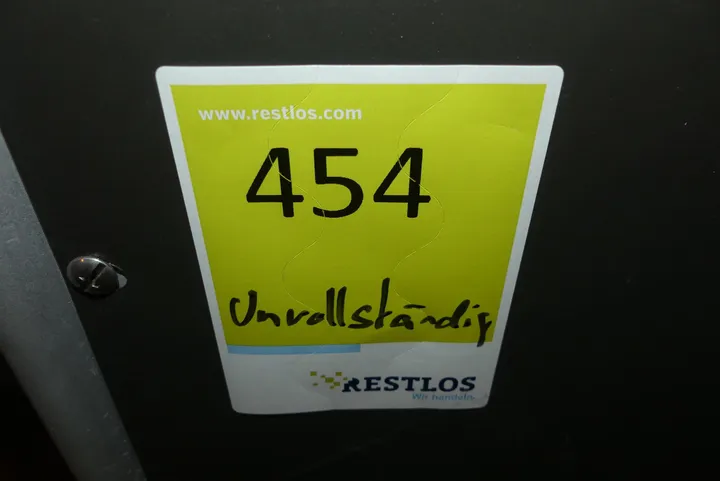 www.restlos.com
454
Unvollständig
RESTLOS
Wir handeln.